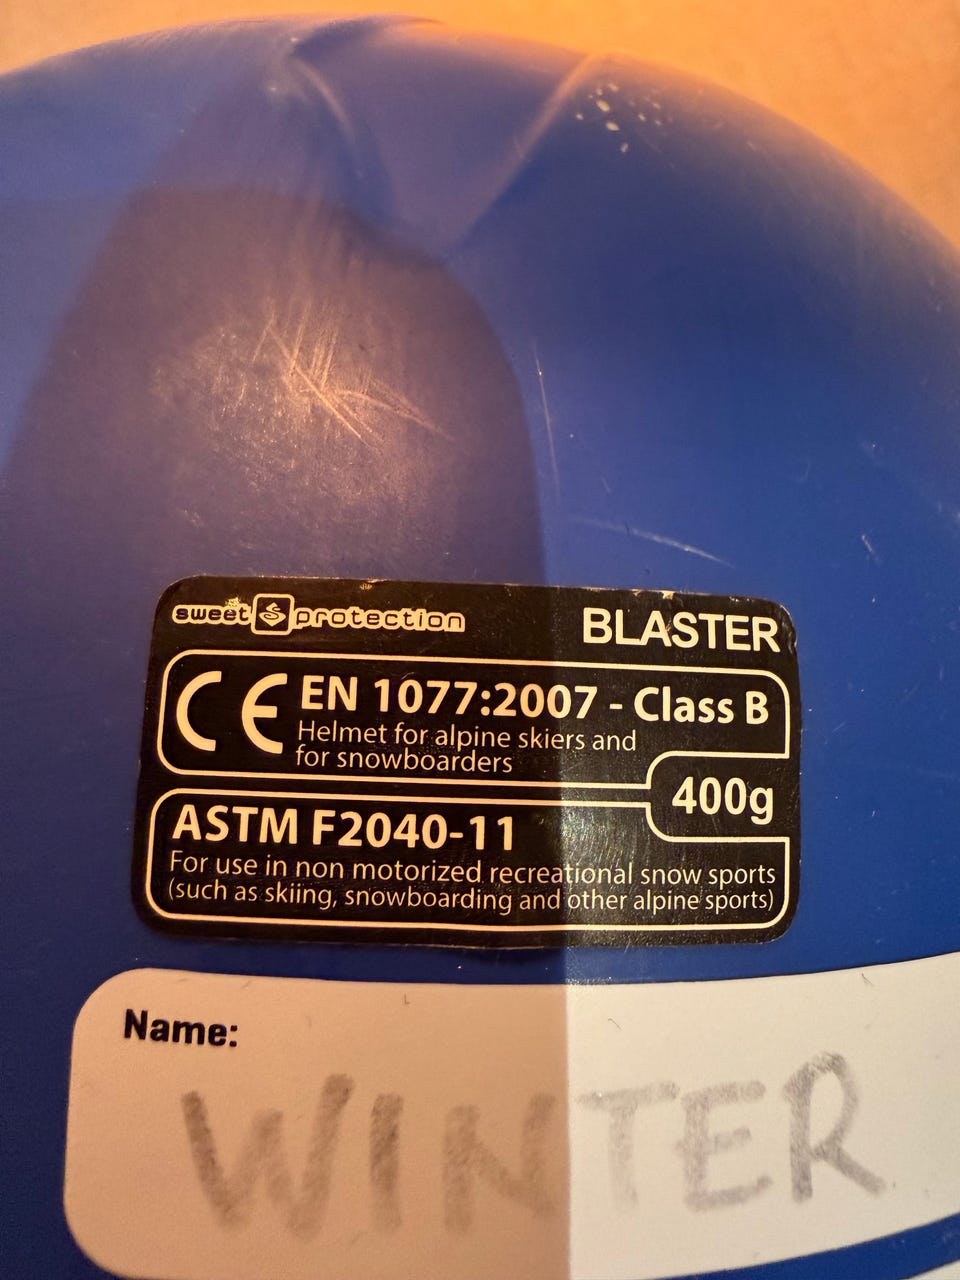 sweet protection
BLASTER
CE EN 1077:2007 - Class B
Helmet for alpine skiers and
for snowboarders
400g
ASTM F2040-11
For use in non motorized recreational snow sports
(such as skiing, snowboarding and other alpine sports)
Name:
WINTER